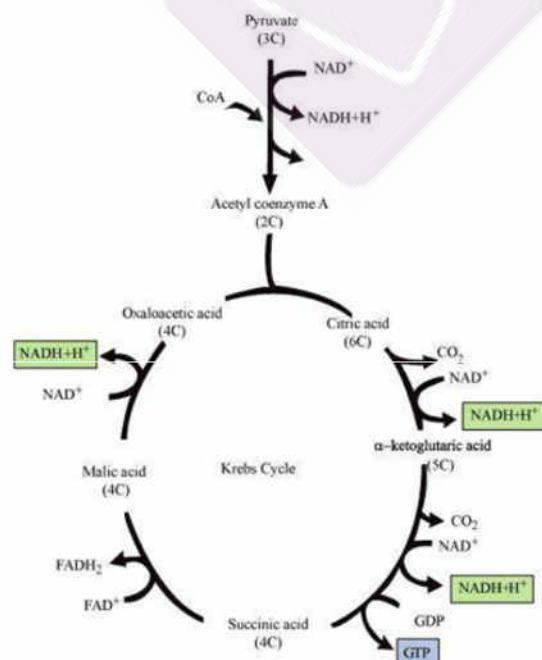 Pyruvate
(3C)
NAD⁺
CoA
NADH+H⁺
Acetyl coenzyme A
(2C)
Oxaloacetic acid
(4C)
Citric acid
(6C)
NADH+H⁺
NAD⁺
CO₂
NAD⁺
NADH+H⁺
α–ketoglutaric acid
(5C)
Malic acid
(4C)
Krebs Cycle
CO₂
NAD⁺
NADH+H⁺
FADH₂
FAD⁺
GDP
GTP
Succinic acid
(4C)